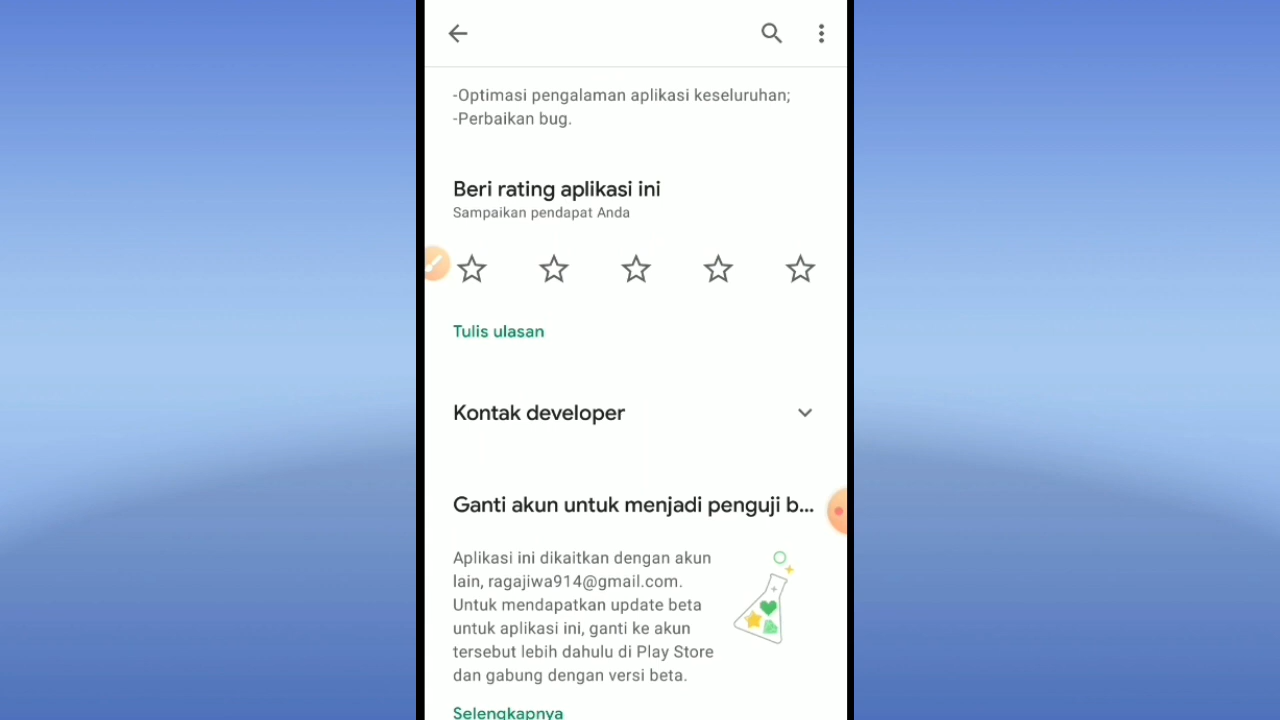 -Optimasi pengalaman aplikasi keseluruhan;
-Perbaikan bug.
Beri rating aplikasi ini
Sampaikan pendapat Anda
Tulis ulasan
Kontak developer
Ganti akun untuk menjadi penguji b...
Aplikasi ini dikaitkan dengan akun
lain, ragajiwa914@gmail.com.
Untuk mendapatkan update beta
untuk aplikasi ini, ganti ke akun
tersebut lebih dahulu di Play Store
dan gabung dengan versi beta.
Selengkapnya